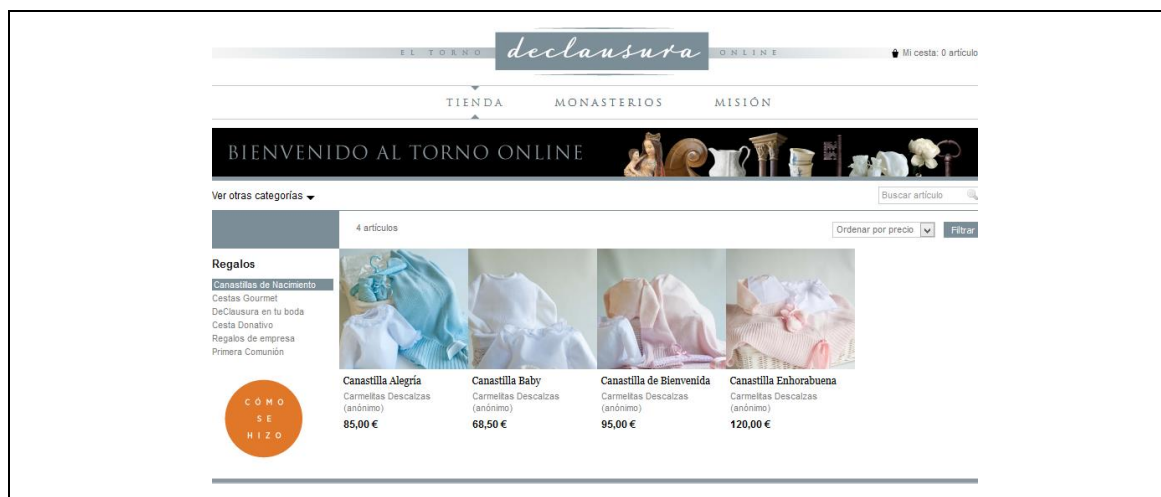 EL TORNO declausura ONLINE
Mi cesta: 0 artículo
TIENDA MONASTERIOS MISIÓN
BIENVENIDO AL TORNO ONLINE
Ver otras categorías
Buscar artículo
4 artículos
Ordenar por precio
Filtrar
Regalos
Canastillas de Nacimiento
Cestas Gourmet
DeClausura en tu boda
Cesta Donativo
Regalos de empresa
Primera Comunión
CÓMO
SE
HIZO
Canastilla Alegría
Carmelitas Descalzas
(anónimo)
85,00 €
Canastilla Baby
Carmelitas Descalzas
(anónimo)
68,50 €
Canastilla de Bienvenida
Carmelitas Descalzas
(anónimo)
95,00 €
Canastilla Enhorabuena
Carmelitas Descalzas
(anónimo)
120,00 €